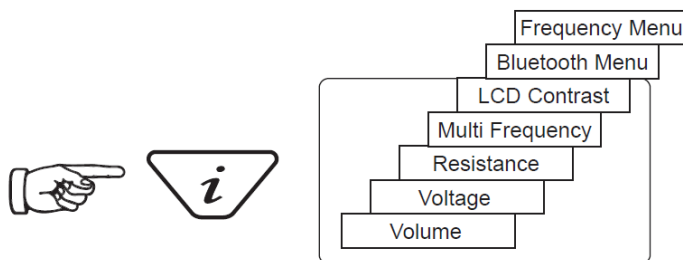 Frequency Menu
Bluetooth Menu
LCD Contrast
Multi Frequency
Resistance
i
Voltage
Volume